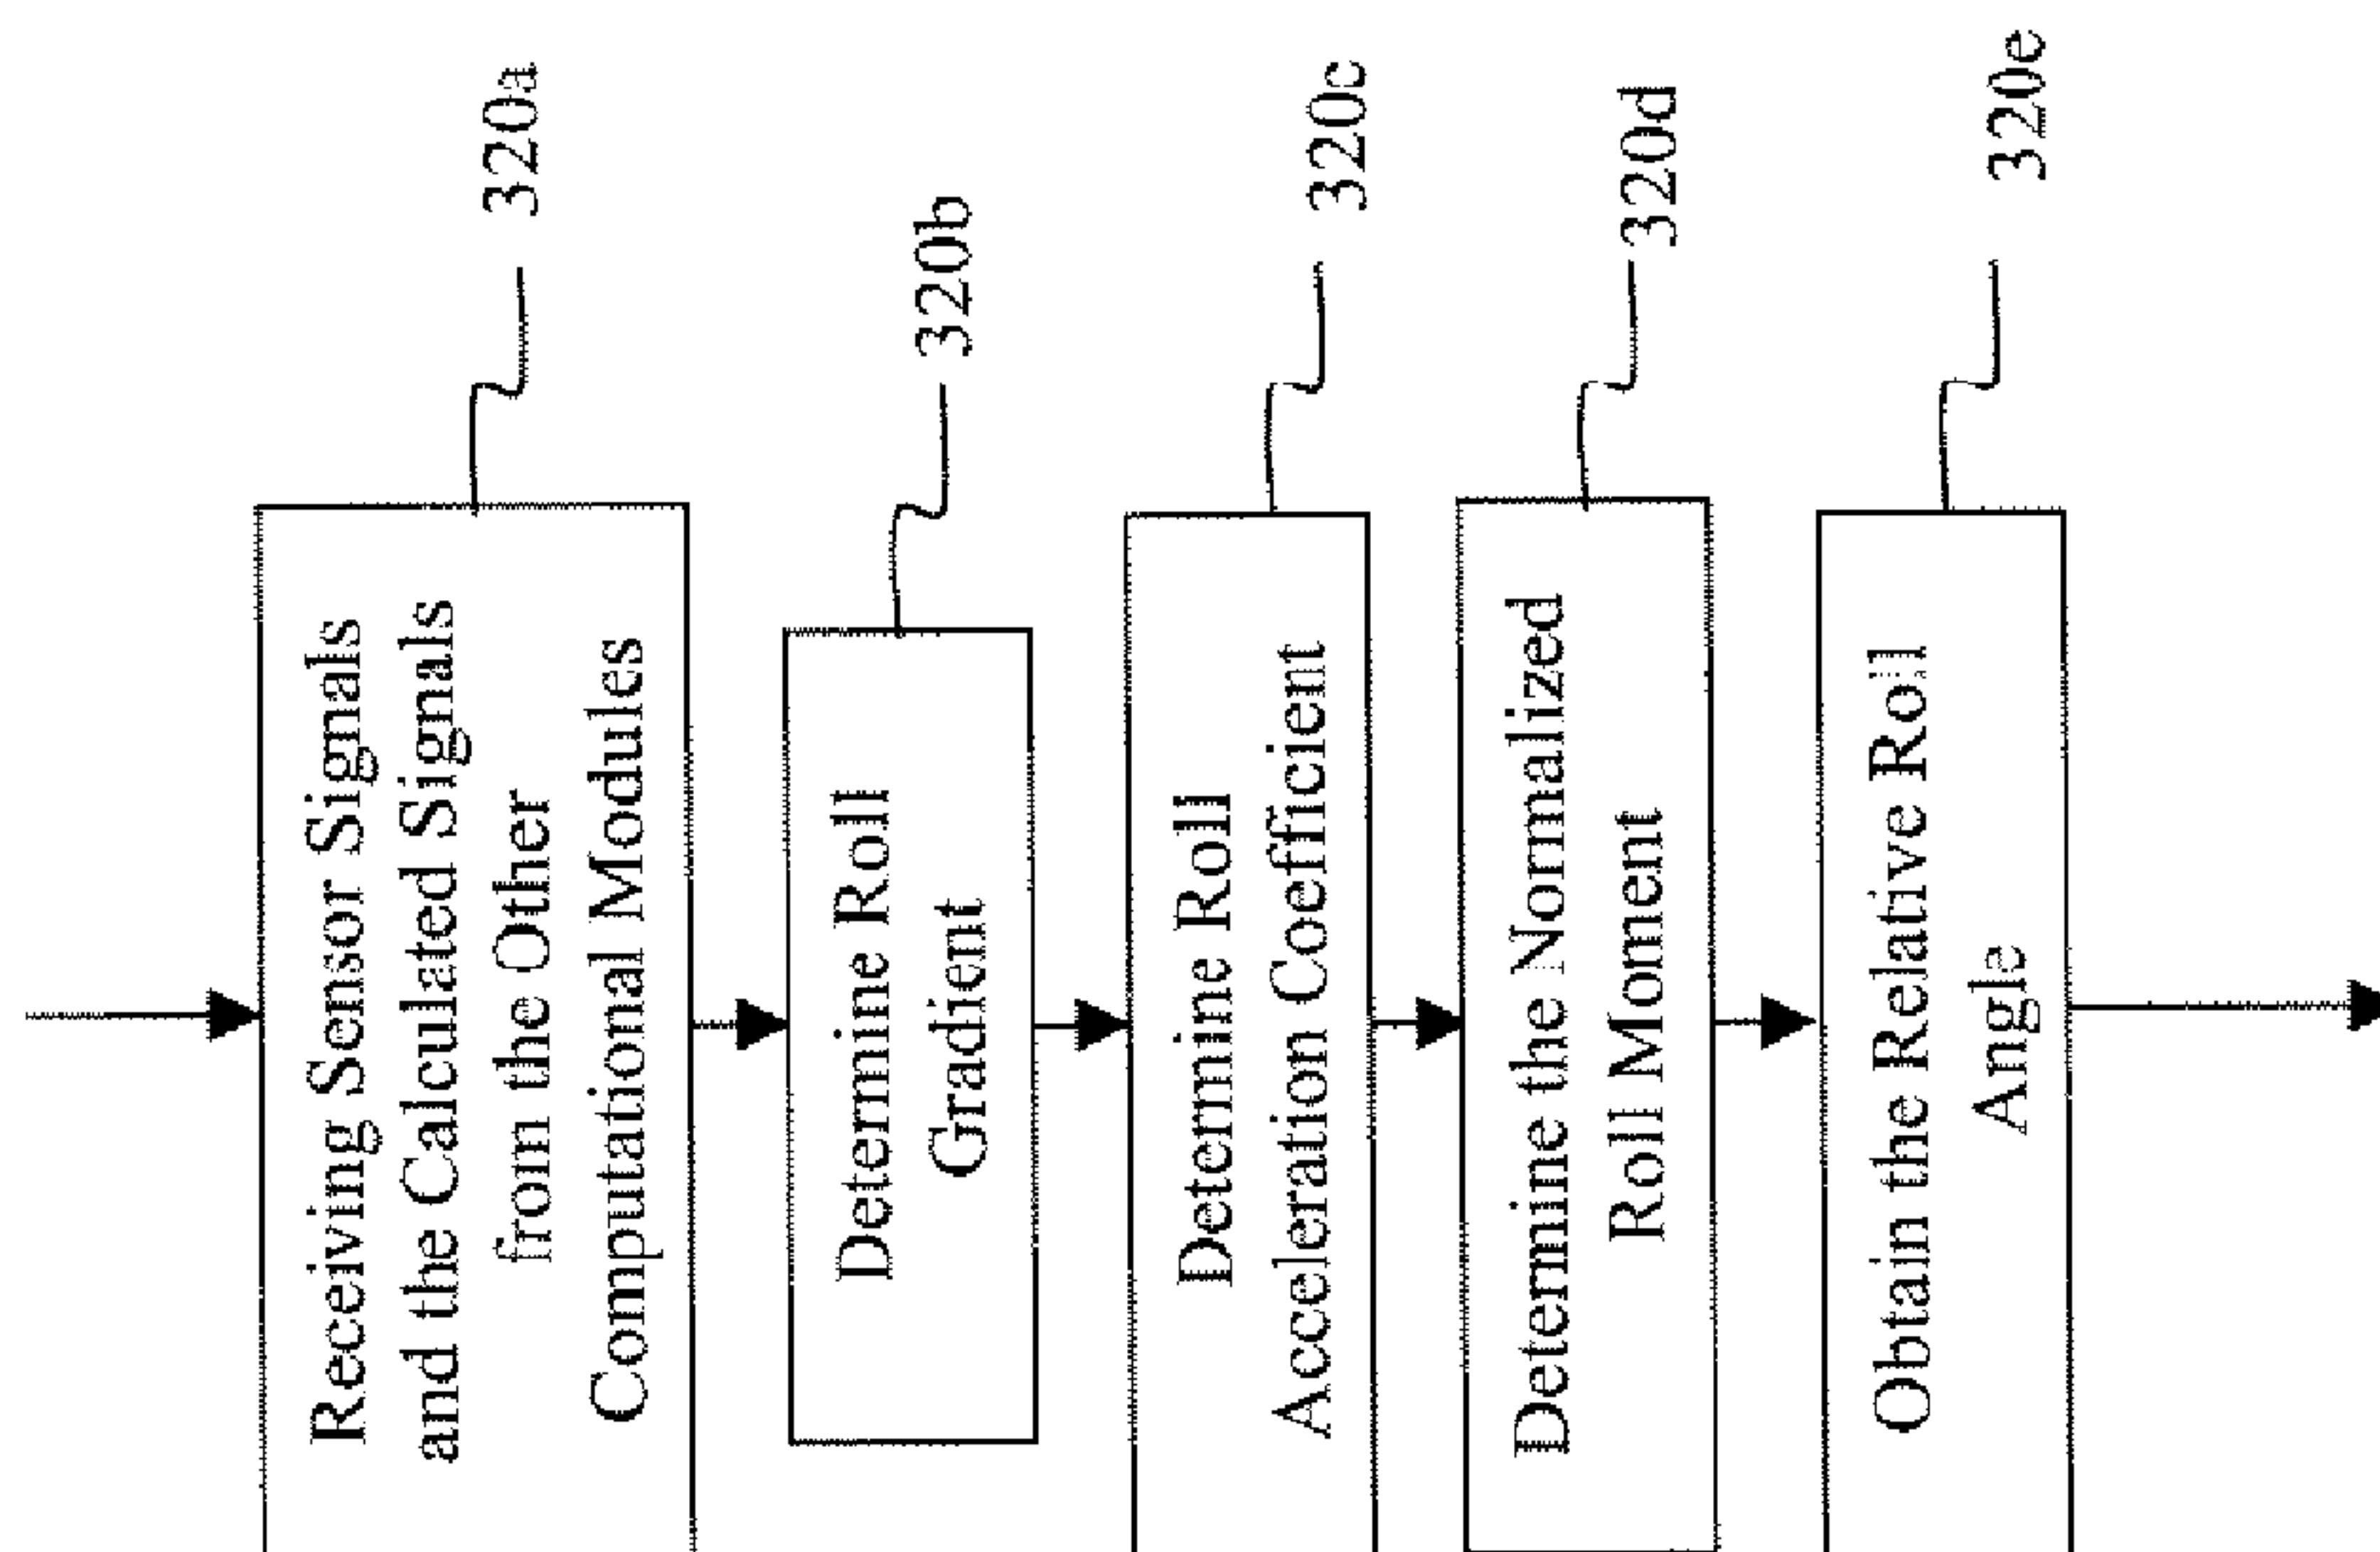 Receiving Sensor Signals
and the Calculated Signals
from the Other
Computational Modules
320a
Determine Roll
Gradient
320b
Determine Roll
Acceleration Coefficient
320c
Determine the Normalized
Roll Moment
320d
Obtain the Relative Roll
Angle
320e